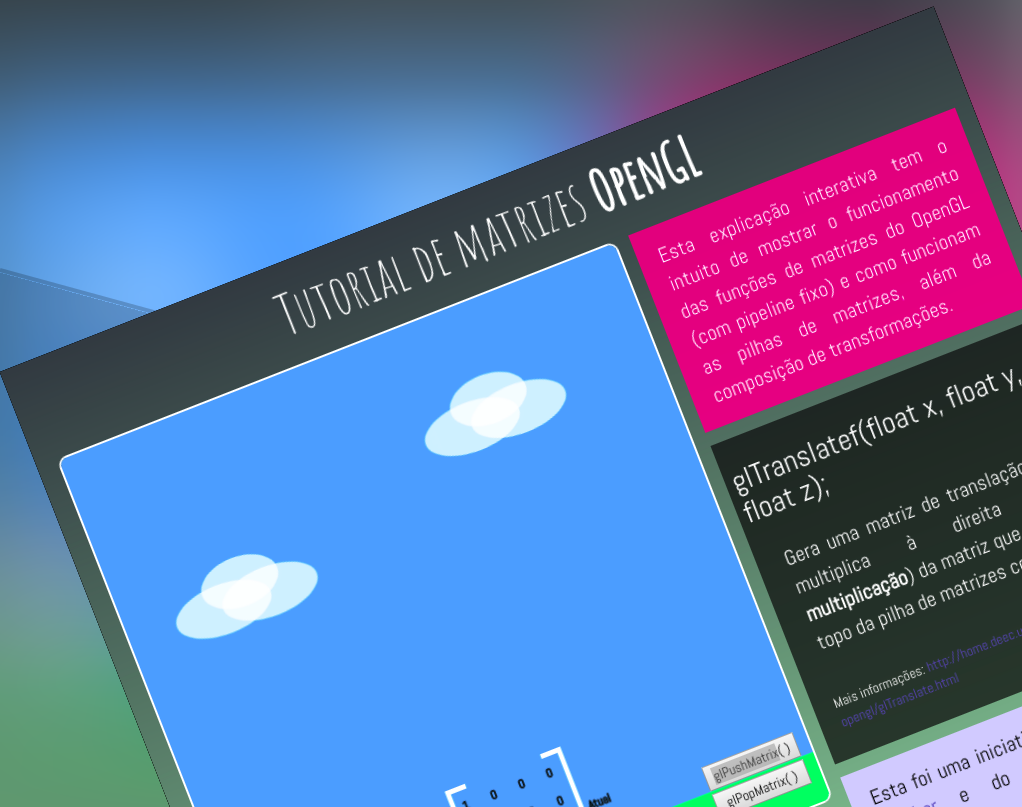 TUTORIAL DE MATRIZES OPENGL
Esta explicação interativa tem o
intuito de mostrar o funcionamento
das funções de matrizes do OpenGL
(com pipeline fixo) e como funcionam
as pilhas de matrizes, além da
composição de transformações.
glTranslatef(float x, float y,
float z);
Gera uma matriz de translação
multiplica à direita
multiplicação) da matriz que
topo da pilha de matrizes
Mais informações: http://home.deec.
opengl/glTranslate.html
Esta foi uma
e do
glPushMatrix()
glPopMatrix()
1 0 0 0
0
Atual